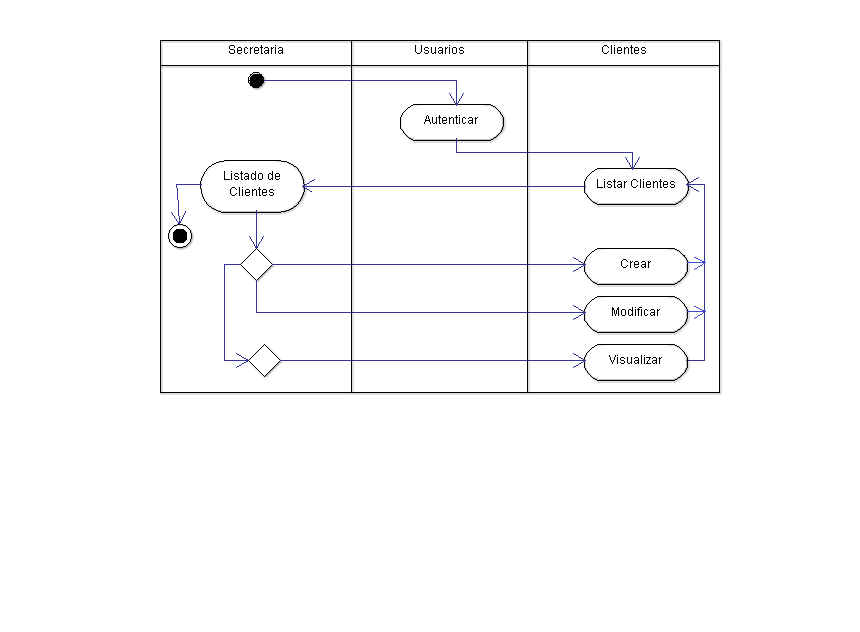 Secretaria
Usuarios
Clientes
Autenticar
Listado de
Clientes
Listar Clientes
Crear
Modificar
Visualizar